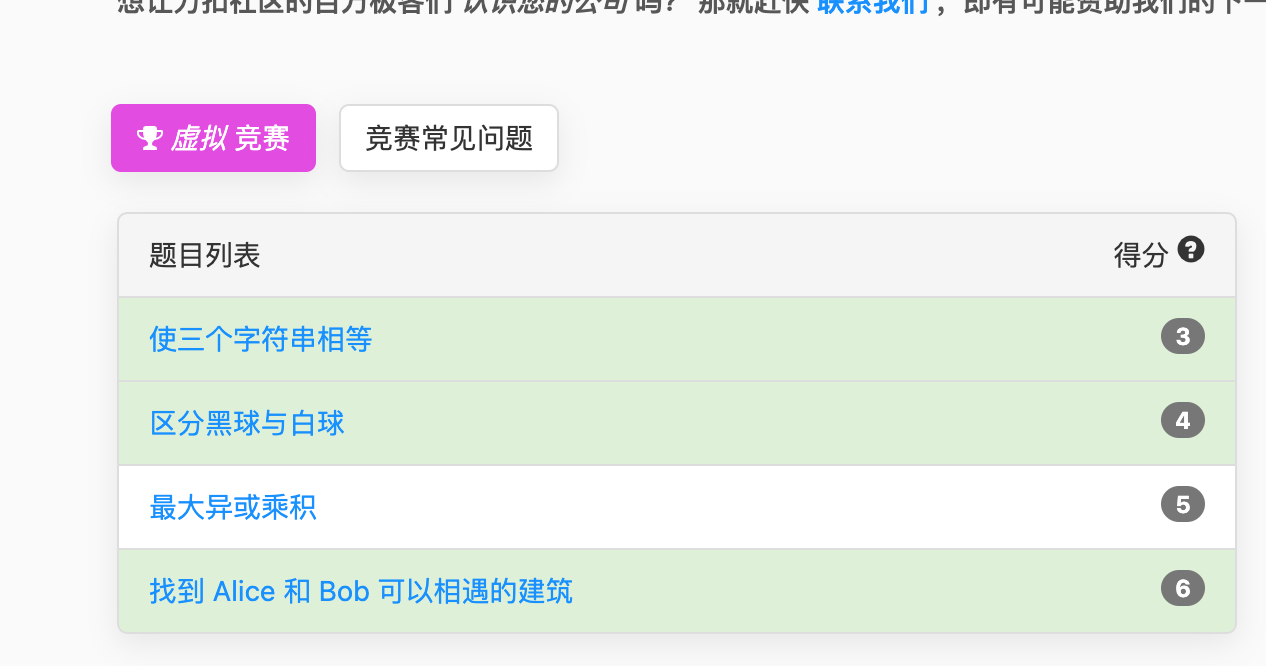 想让力扣社区的百万极客们 认识您的公司 吗？ 那就赶快 联系我们 ，即有可能赞助我们的下一
虚拟 竞赛
竞赛常见问题
题目列表 得分 ?
使三个字符串相等 3
区分黑球与白球 4
最大异或乘积 5
找到 Alice 和 Bob 可以相遇的建筑 6